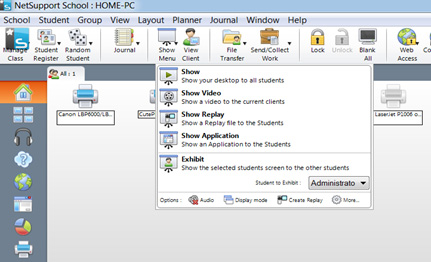 NetSupport School : HOME-PC
School Student Group View Layout Planner Journal Window Help
Manage Class
Student Register
Random Student
Journal
Show Menu
View Client
File Transfer
Send/Collect Work
Lock
Unlock
Blank All
Web Access
All : 1
Show
Show your desktop to all students
Show Video
Show a video to the current clients
Show Replay
Show a Replay file to the Students
Show Application
Show an Application to the Students
Exhibit
Show the selected students screen to the other students
Student to Exhibit : Administrato
Options : Audio Display mode Create Replay More...
Canon LBP6000/LB...
CuteP
LaserJet P1006 o